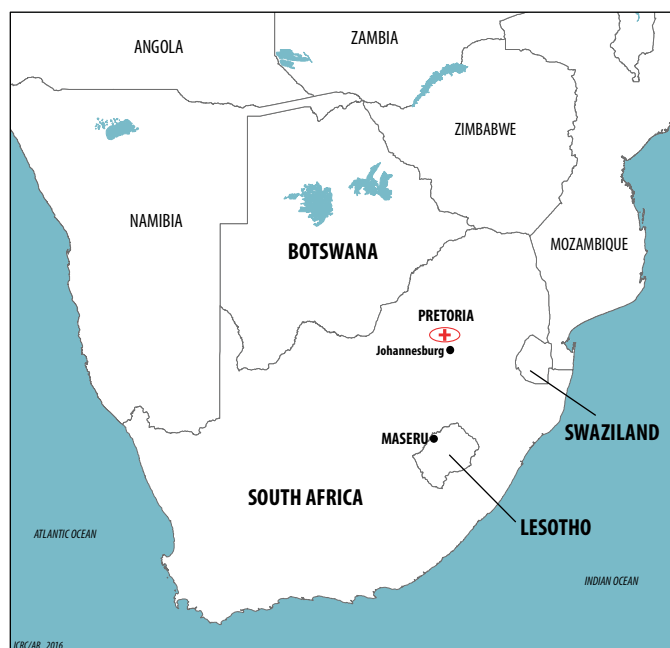 ANGOLA
ZAMBIA
ZIMBABWE
NAMIBIA
MOZAMBIQUE
BOTSWANA
PRETORIA
Johannesburg
SWAZILAND
MASERU
SOUTH AFRICA
LESOTHO
ATLANTIC OCEAN
INDIAN OCEAN
ICRC/AR_2016